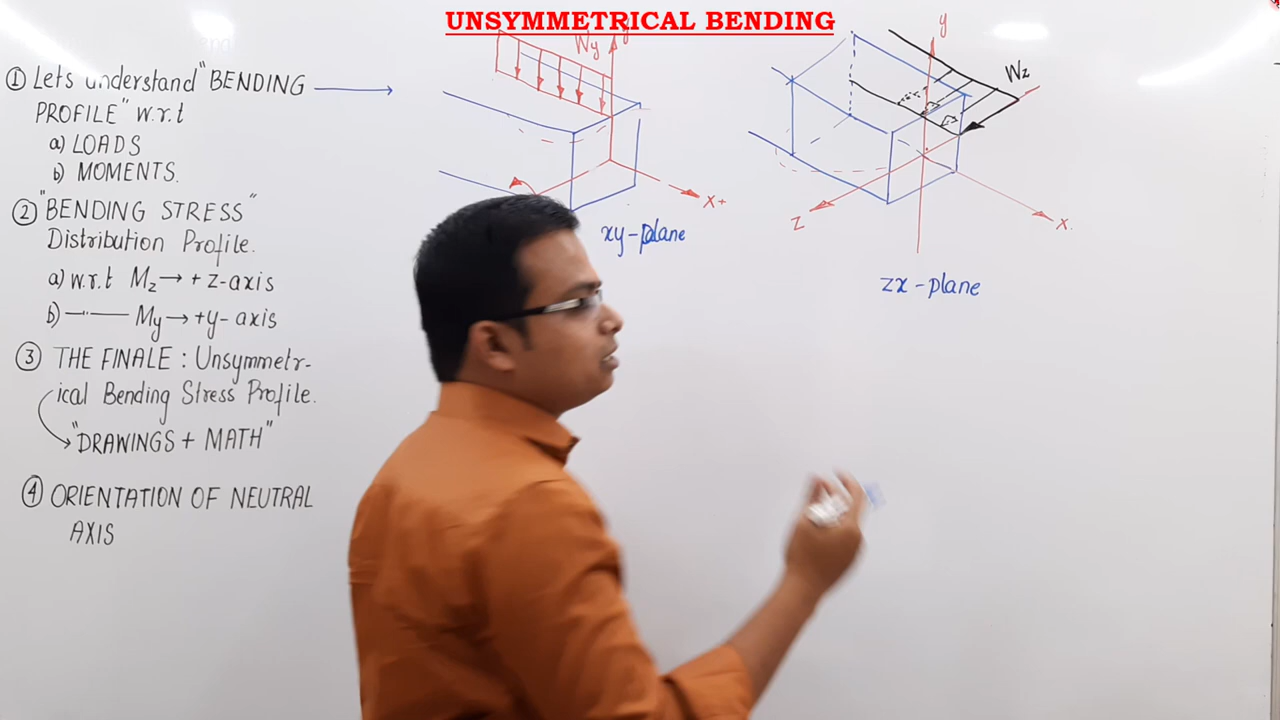 UNSYMMETRICAL BENDING
① Lets understand "BENDING
PROFILE" w.r.t
a) LOADS
b) MOMENTS.
② "BENDING STRESS"
Distribution Profile.
a) w.r.t Mz → + z-axis
b) —"— My → +y- axis
③ THE FINALE : Unsymmetr-
ical Bending Stress Profile.
"DRAWINGS + MATH"
④ ORIENTATION OF NEUTRAL
AXIS
Wy
y
x+
xy-plane
y
Wz
z
x.
zx-plane